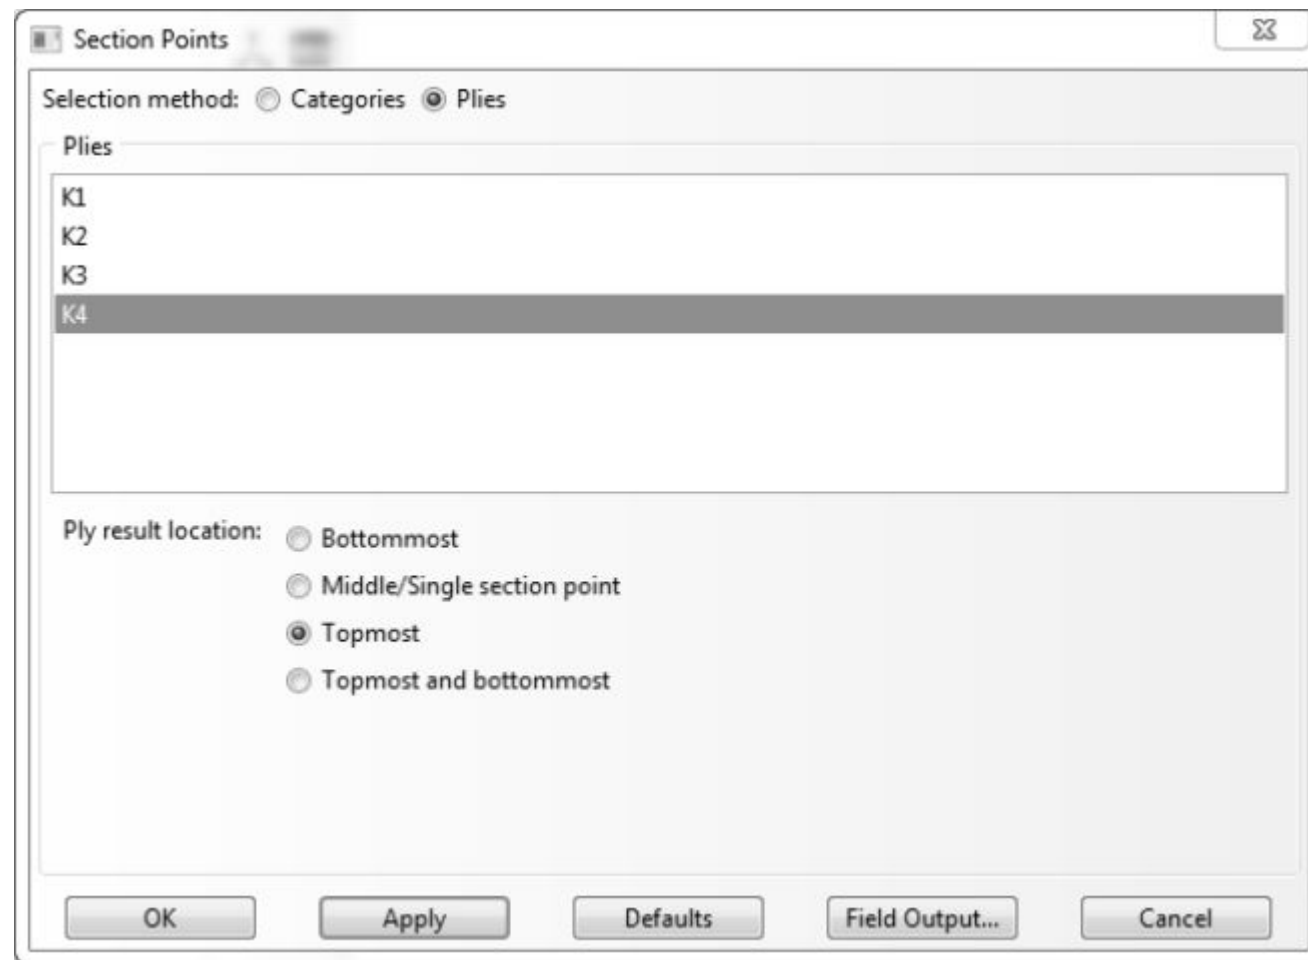 Section Points
Selection method: Categories Plies
Plies
K1
K2
K3
K4
Ply result location: Bottommost
Middle/Single section point
Topmost
Topmost and bottommost
OK Apply Defaults Field Output... Cancel